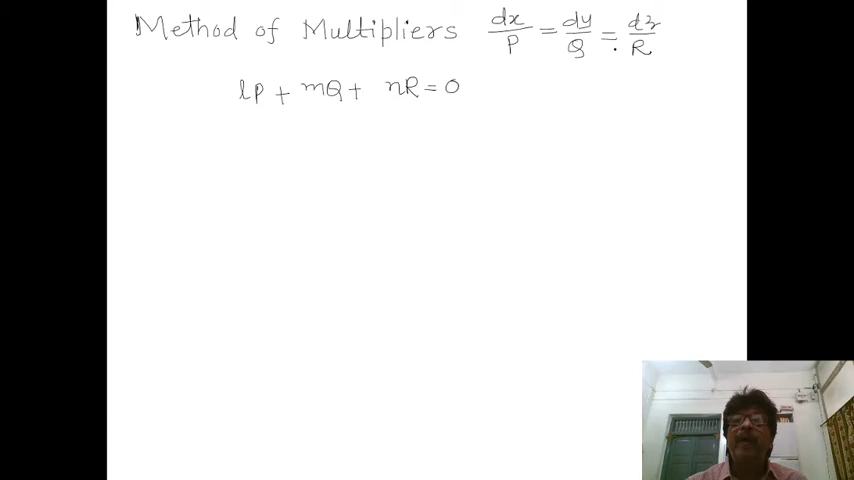 Method of Multipliers dx/P = dy/Q = dz/R
lP + mQ + nR = 0